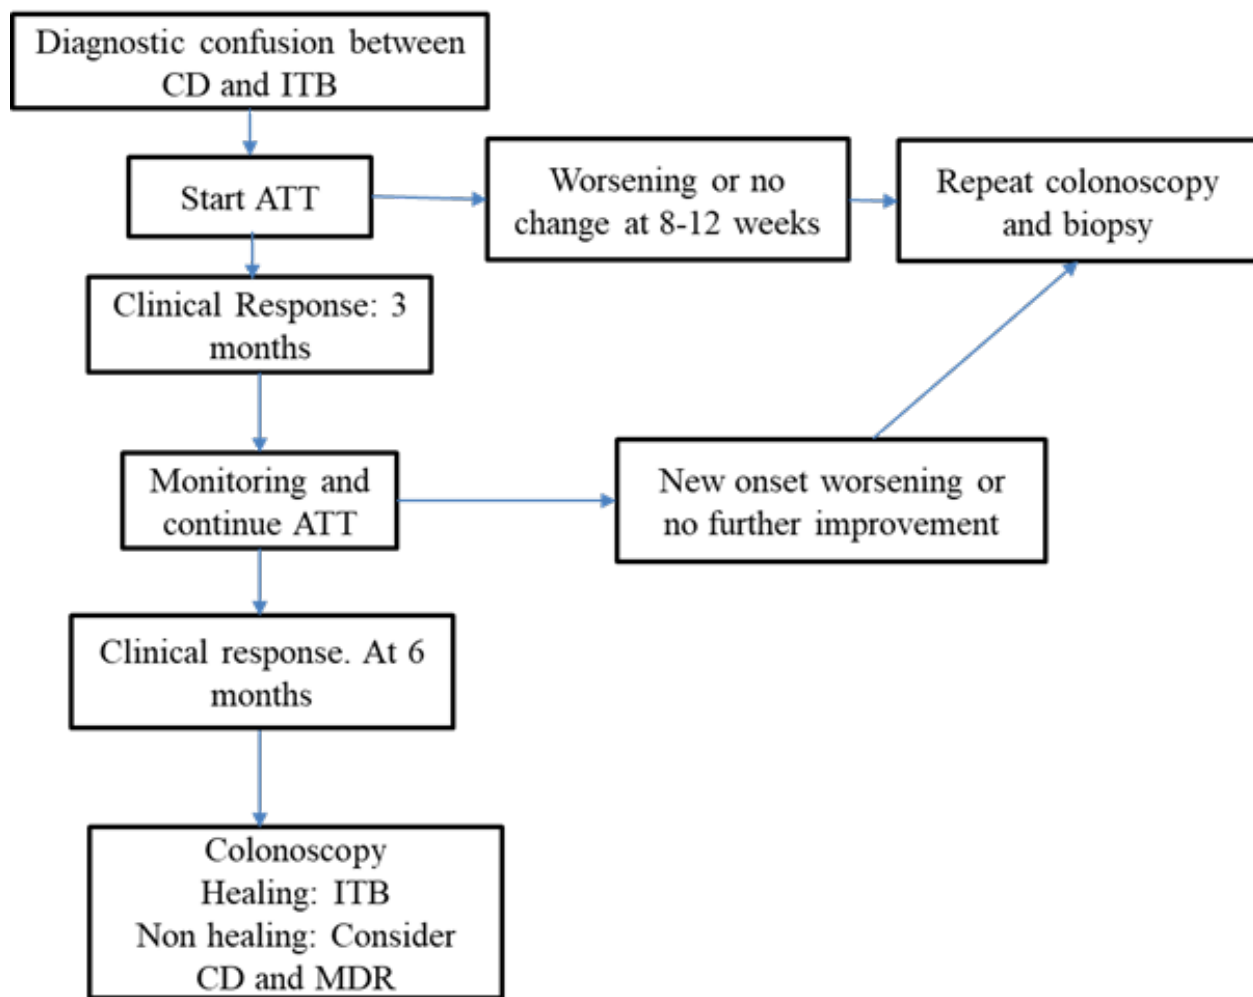 Diagnostic confusion between
CD and ITB
Start ATT
Worsening or no
change at 8-12 weeks
Repeat colonoscopy
and biopsy
Clinical Response: 3
months
Monitoring and
continue ATT
New onset worsening or
no further improvement
Clinical response. At 6
months
Colonoscopy
Healing: ITB
Non healing: Consider
CD and MDR